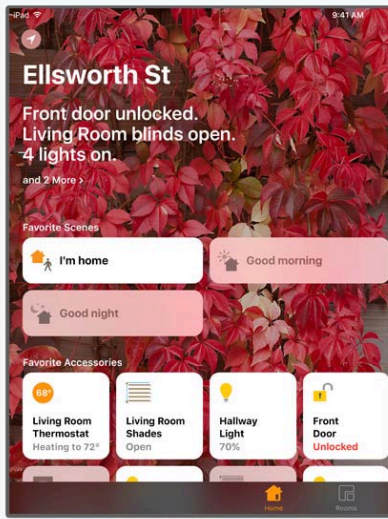 iPad
9:41 AM
Ellsworth St
Front door unlocked.
Living Room blinds open.
4 lights on.
and 2 More >
Favorite Scenes
I'm home
Good morning
Good night
Favorite Accessories
68°
Living Room
Thermostat
Heating to 72°
Living Room
Shades
Open
Hallway
Light
70%
Front
Door
Unlocked
Home
Rooms